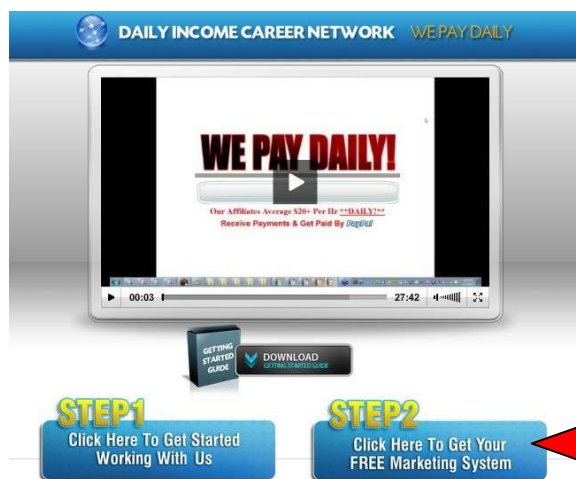 DAILY INCOME CAREER NETWORK WE PAY DAILY
WE PAY DAILY!
Our Affiliates Average $20+ Per Hr **DAILY!**
Receive Payments & Get Paid By PayPal
00:03
27:42
GETTING
STARTED
GUIDE
DOWNLOAD
GETTING STARTED GUIDE
STEP1
Click Here To Get Started
Working With Us
STEP2
Click Here To Get Your
FREE Marketing System